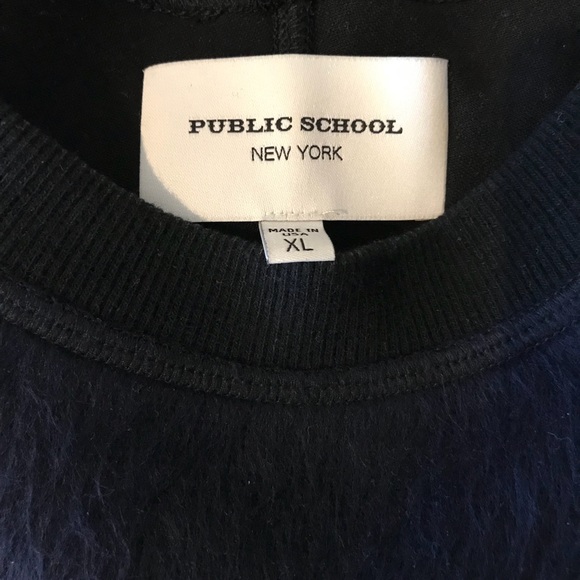 PUBLIC SCHOOL
NEW YORK
MADE IN
USA
XL